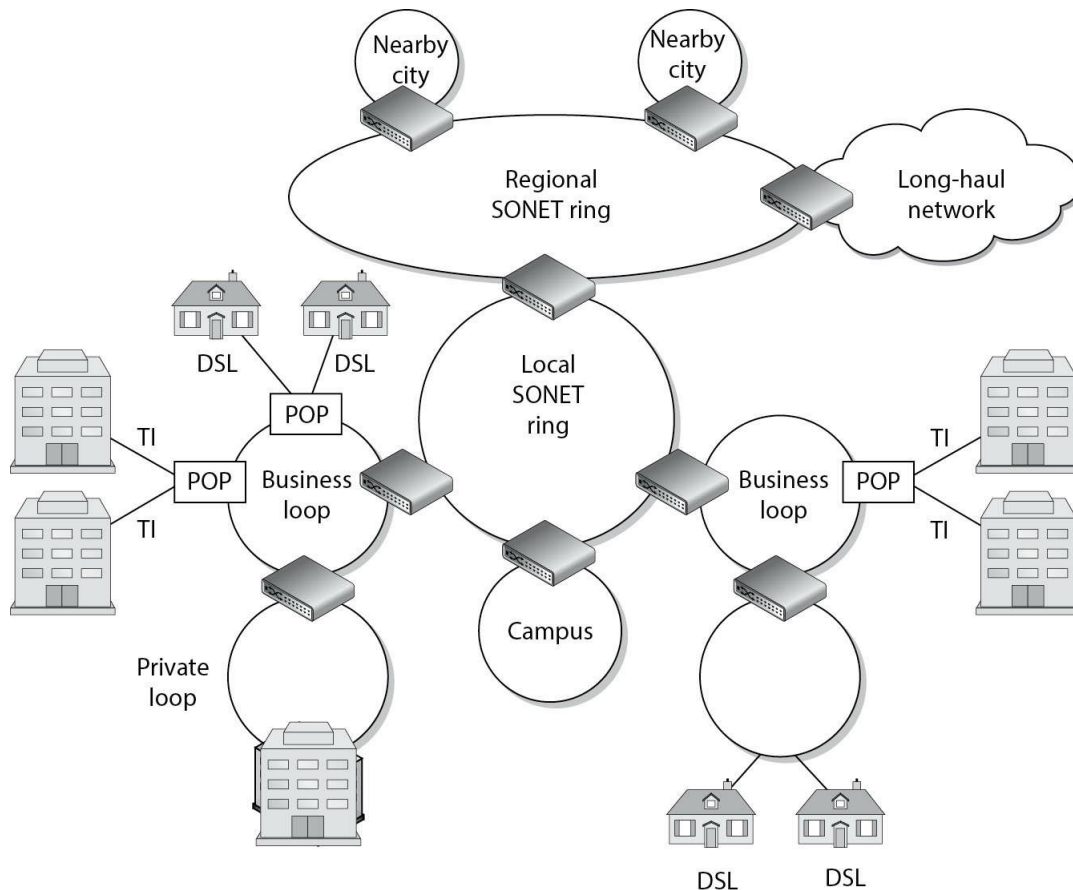 Nearby
city
Nearby
city
Regional
SONET ring
Long-haul
network
DSL
DSL
Local
SONET
ring
POP
TI
TI
POP
Business
loop
Business
loop
POP
TI
TI
Campus
Private
loop
DSL
DSL